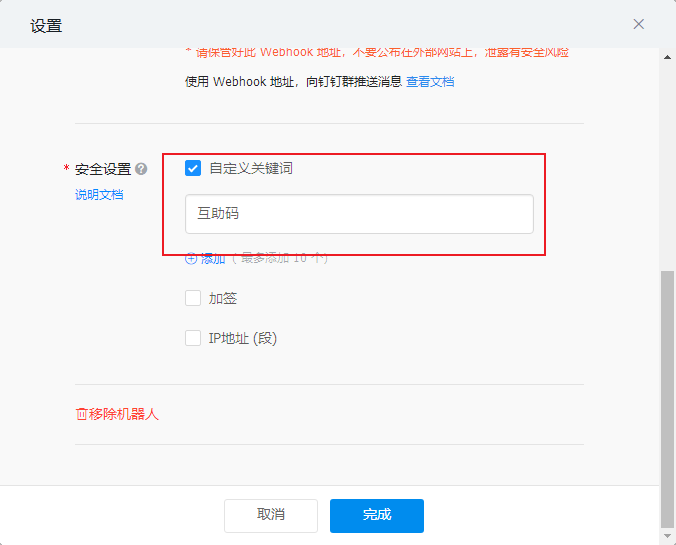 设置
* 请保管好此 Webhook 地址，不要公布在外部网站上，泄露有安全风险
使用 Webhook 地址，向钉钉群推送消息 查看文档
* 安全设置 ?
自定义关键词
说明文档
互助码
添加（ 最多添加 10 个）
加签
IP地址 (段)
移除机器人
取消
完成